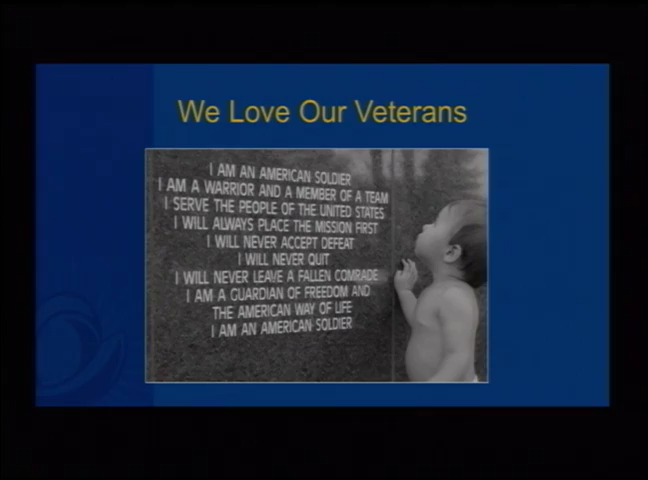 We Love Our Veterans
I AM AN AMERICAN SOLDIER
I AM A WARRIOR AND A MEMBER OF A TEAM
I SERVE THE PEOPLE OF THE UNITED STATES
I WILL ALWAYS PLACE THE MISSION FIRST
I WILL NEVER ACCEPT DEFEAT
I WILL NEVER QUIT
I WILL NEVER LEAVE A FALLEN COMRADE
I AM A GUARDIAN OF FREEDOM AND
THE AMERICAN WAY OF LIFE
I AM AN AMERICAN SOLDIER